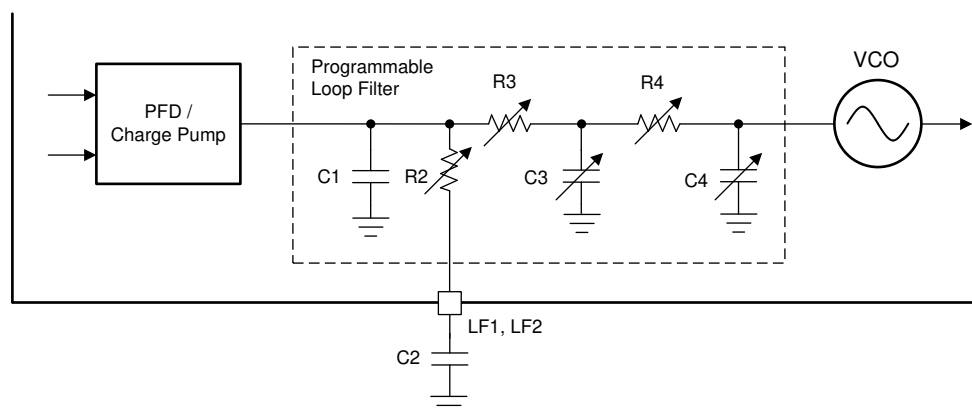 Programmable
Loop Filter
VCO
R3
R4
PFD /
Charge Pump
C1
R2
C3
C4
LF1, LF2
C2